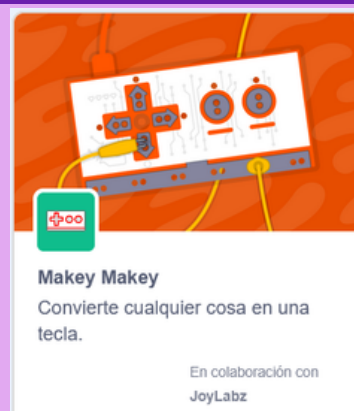 Makey Makey
Convierte cualquier cosa en una
tecla.
En colaboración con
JoyLabz